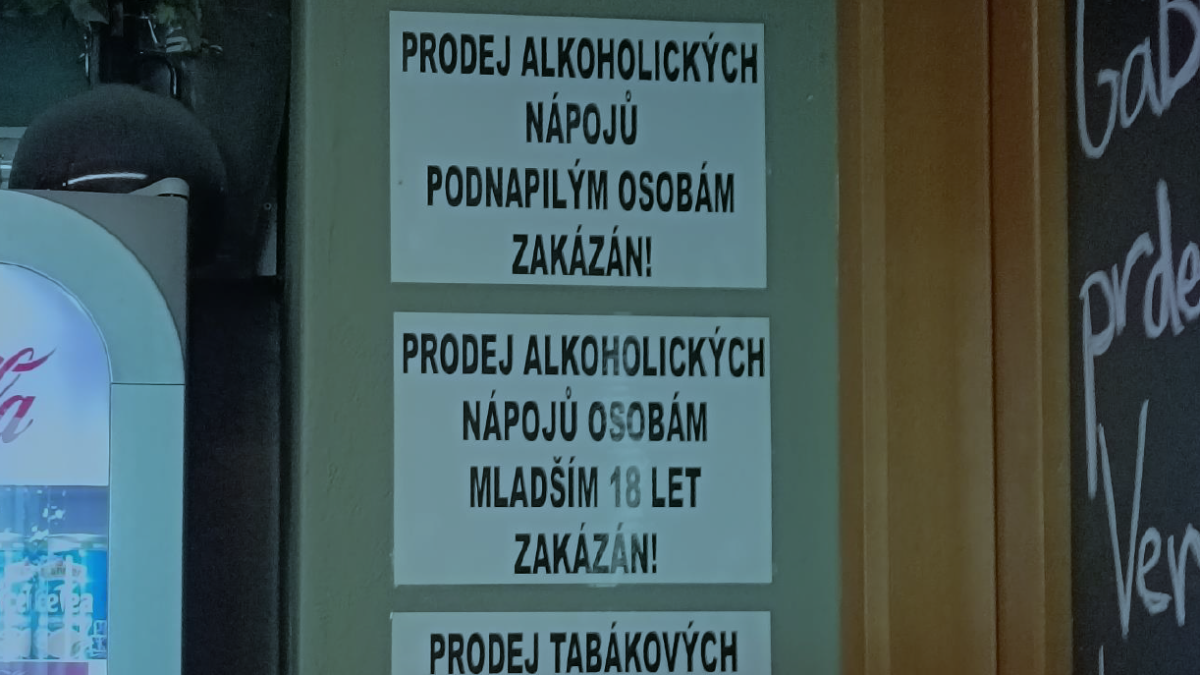 PRODEJ ALKOHOLICKÝCH
NÁPOJŮ
PODNAPILÝM OSOBÁM
ZAKÁZÁN!
PRODEJ ALKOHOLICKÝCH
NÁPOJŮ OSOBÁM
MLADŠÍM 18 LET
ZAKÁZÁN!
PRODEJ TABÁKOVÝCH